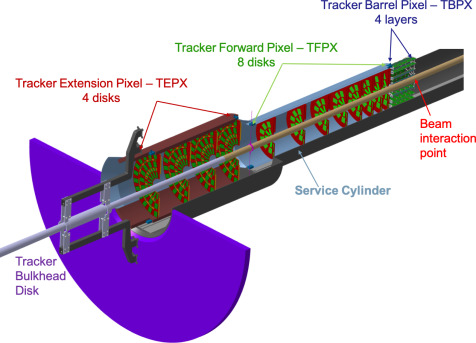 Tracker Barrel Pixel – TBPX
4 layers
Tracker Forward Pixel – TFPX
8 disks
Tracker Extension Pixel – TEPX
4 disks
Beam
interaction
point
Service Cylinder
Tracker
Bulkhead
Disk